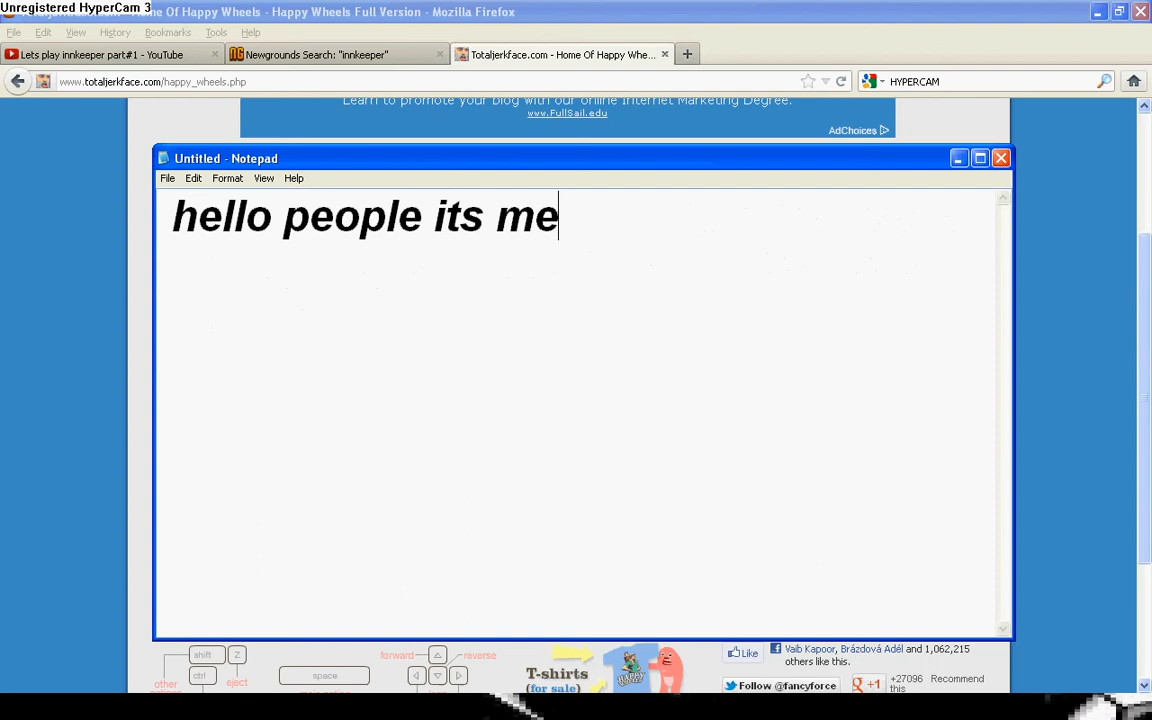 Unregistered HyperCam 3
Home Of Happy Wheels - Happy Wheels Full Version - Mozilla Firefox
File Edit View History Bookmarks Tools Help
Lets play innkeeper part#1 - YouTube
Newgrounds Search: "innkeeper"
Totaljerkface.com - Home Of Happy Whe...
www.totaljerkface.com/happy_wheels.php
HYPERCAM
Learn to promote your blog with our online Internet Marketing Degree.
www.FullSail.edu
AdChoices
Untitled - Notepad
File Edit Format View Help
hello people its me
shift Z
ctrl
eject
other
space
forward
reverse
T-shirts
(for sale)
Like
Vaib Kapoor, Brázdová Adél and 1,062,215
others like this.
Follow @fancyforce
+1
+27096 Recommend
this